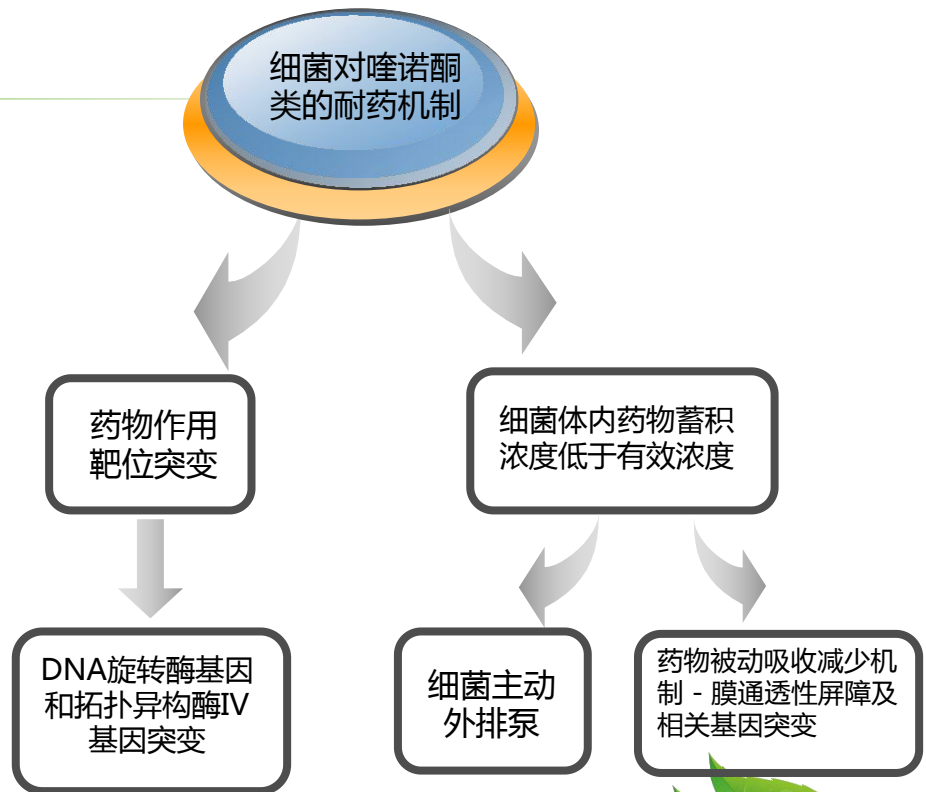 细菌对喹诺酮
类的耐药机制
药物作用
靶位突变
细菌体内药物蓄积
浓度低于有效浓度
DNA旋转酶基因
和拓扑异构酶IV
基因突变
细菌主动
外排泵
药物被动吸收减少机
制－膜通透性屏障及
相关基因突变